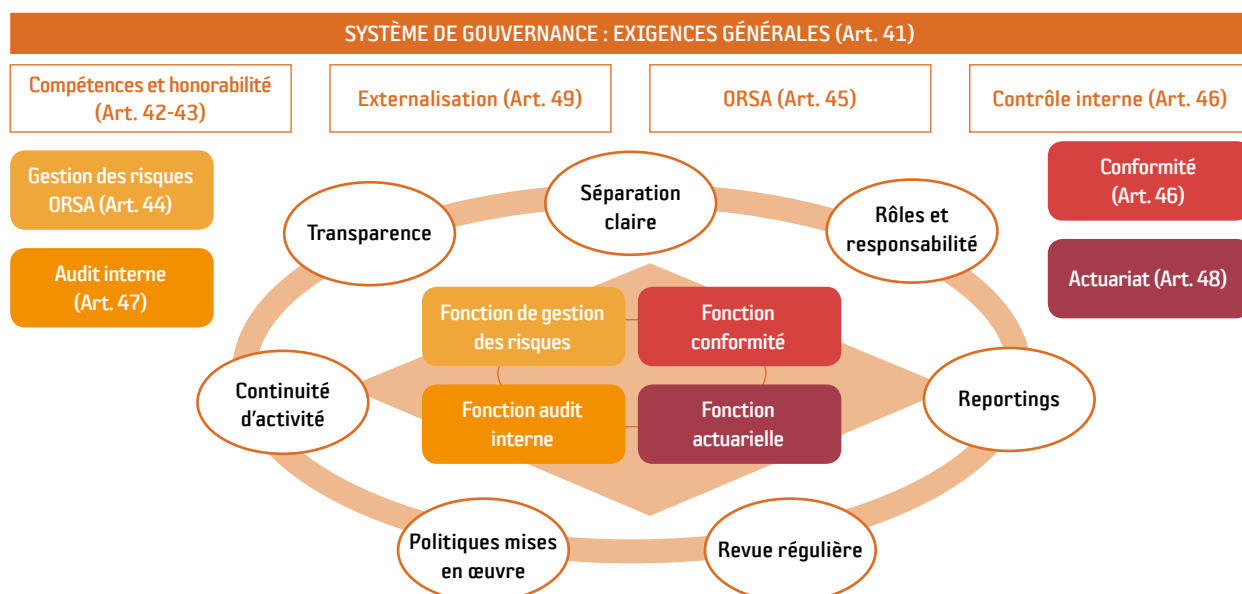 SYSTÈME DE GOUVERNANCE : EXIGENCES GÉNÉRALES (Art. 41)
Compétences et honorabilité
(Art. 42-43)
Externalisation (Art. 49)
ORSA (Art. 45)
Contrôle interne (Art. 46)
Gestion des risques
ORSA (Art. 44)
Audit interne
(Art. 47)
Conformité
(Art. 46)
Actuariat (Art. 48)
Transparence
Séparation
claire
Rôles et
responsabilité
Fonction de gestion
des risques
Fonction
conformité
Continuité
d'activité
Fonction audit
interne
Fonction
actuarielle
Reportings
Politiques mises
en œuvre
Revue régulière